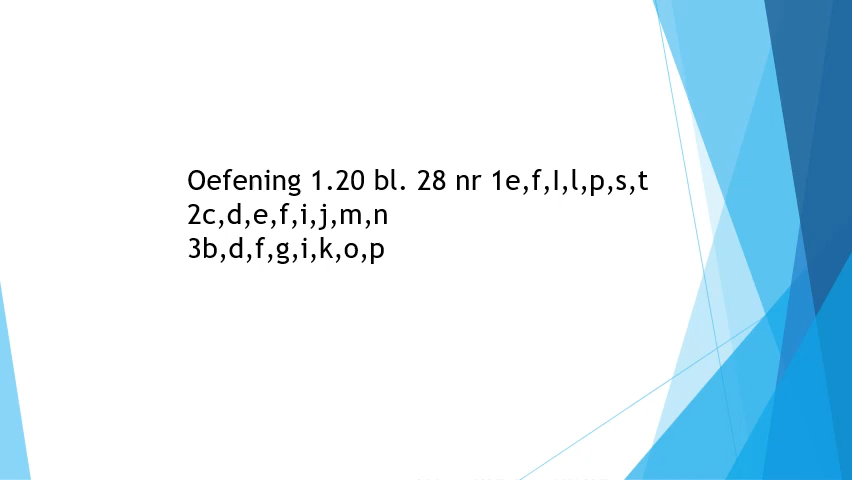 Oefening 1.20 bl. 28 nr 1e,f,I,l,p,s,t
2c,d,e,f,i,j,m,n
3b,d,f,g,i,k,o,p